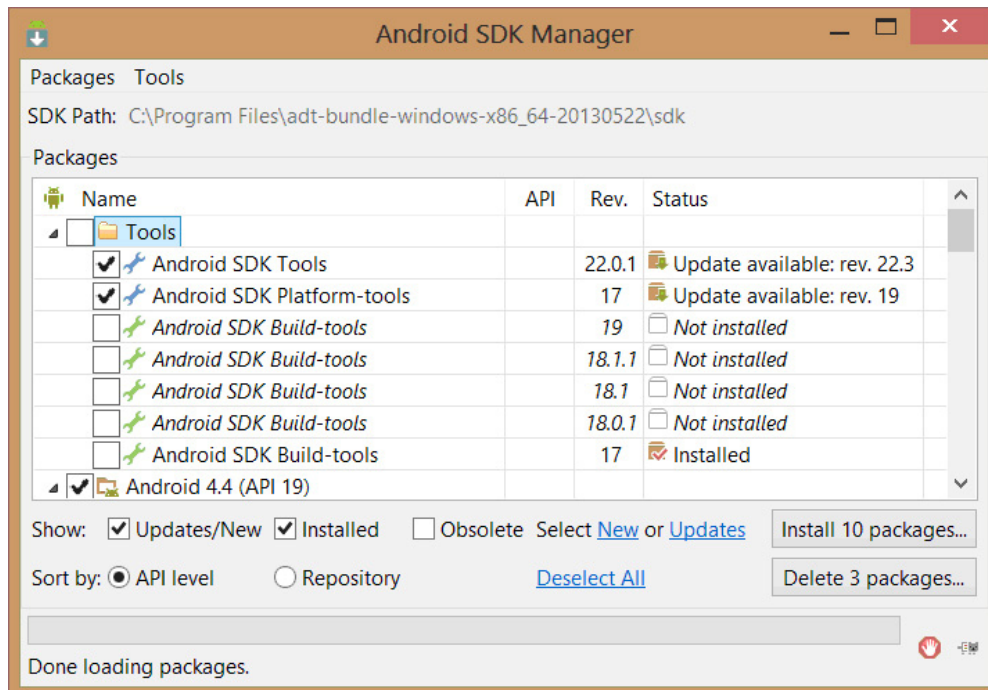 Android SDK Manager
Packages Tools
SDK Path: C:\Program Files\adt-bundle-windows-x86_64-20130522\sdk
Packages
Name API Rev. Status
Tools
Android SDK Tools 22.0.1 Update available: rev. 22.3
Android SDK Platform-tools 17 Update available: rev. 19
Android SDK Build-tools 19 Not installed
Android SDK Build-tools 18.1.1 Not installed
Android SDK Build-tools 18.1 Not installed
Android SDK Build-tools 18.0.1 Not installed
Android SDK Build-tools 17 Installed
Android 4.4 (API 19)
Show: Updates/New Installed Obsolete Select New or Updates Install 10 packages...
Sort by: API level Repository Deselect All Delete 3 packages...
Done loading packages.